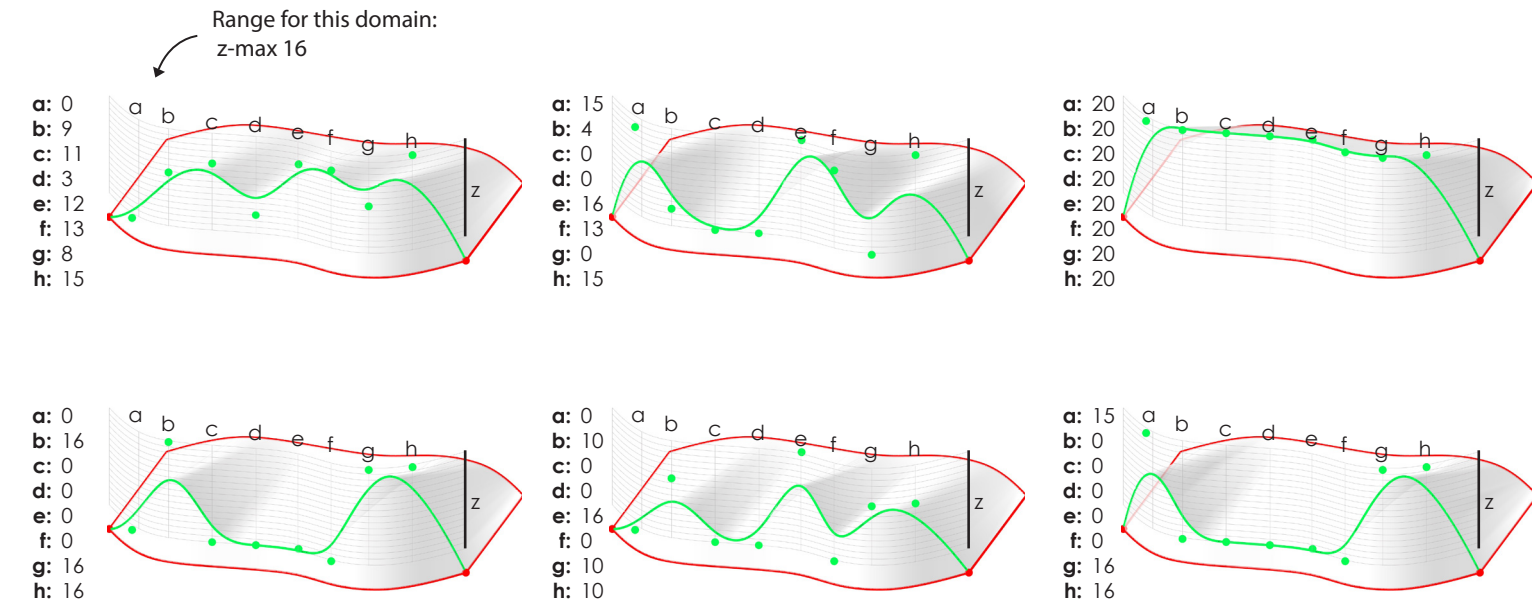 Range for this domain:
z-max 16
a: 0
b: 9
c: 11
d: 3
e: 12
f: 13
g: 8
h: 15
a b c d e f g h
z
a: 15
b: 4
c: 0
d: 0
e: 16
f: 13
g: 0
h: 15
a b c d e f g h
z
a: 20
b: 20
c: 20
d: 20
e: 20
f: 20
g: 20
h: 20
a b c d e f g h
z
a: 0
b: 16
c: 0
d: 0
e: 0
f: 0
g: 16
h: 16
a b c d e f g h
z
a: 0
b: 10
c: 0
d: 0
e: 16
f: 0
g: 10
h: 10
a b c d e f g h
z
a: 15
b: 0
c: 0
d: 0
e: 0
f: 0
g: 16
h: 16
a b c d e f g h
z